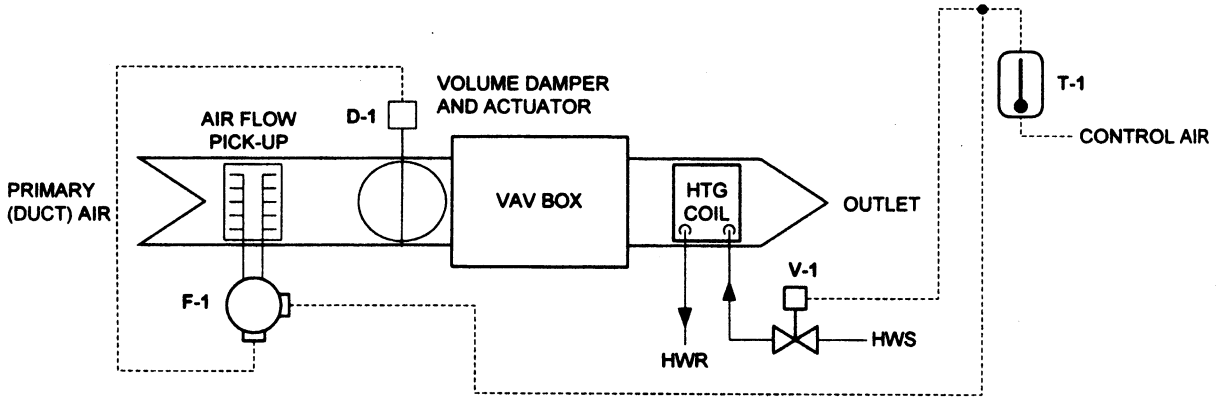 VOLUME DAMPER
AND ACTUATOR
D-1
AIR FLOW
PICK-UP
T-1
CONTROL AIR
PRIMARY
(DUCT) AIR
VAV BOX
HTG
COIL
OUTLET
V-1
F-1
HWR
HWS